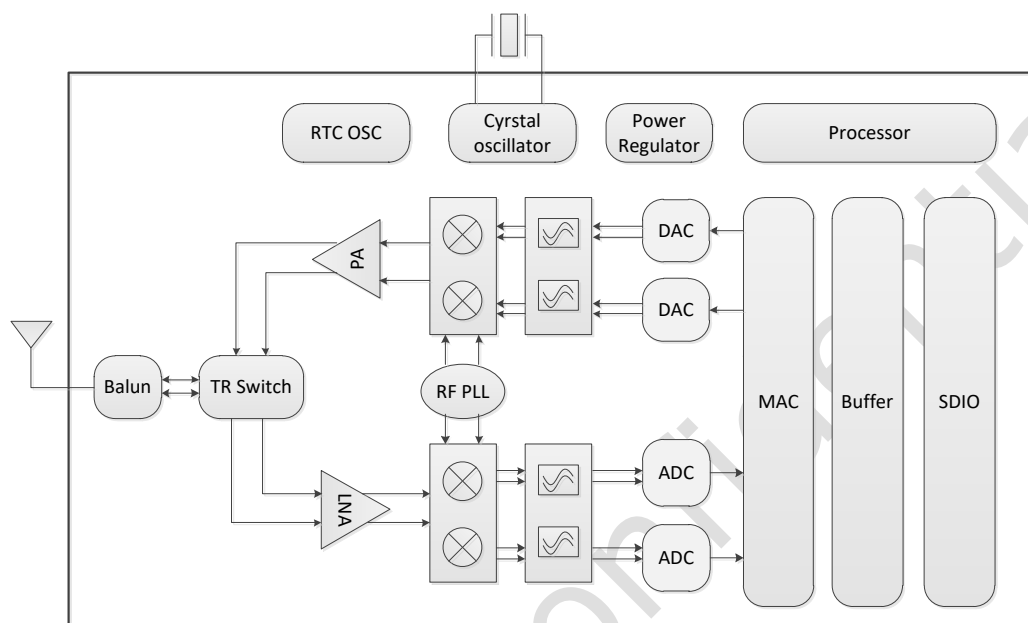 RTC OSC
Cyrstal
oscillator
Power
Regulator
Processor
PA
DAC
DAC
Balun
TR Switch
RF PLL
MAC
Buffer
SDIO
LNA
ADC
ADC